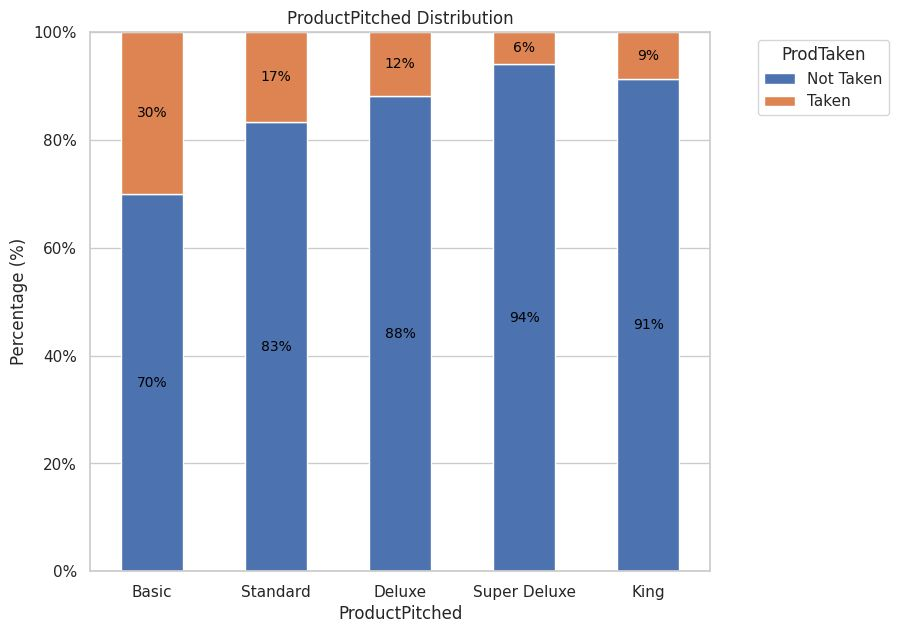 ProductPitched Distribution
100%
80%
60%
40%
20%
0%
Percentage (%)
30%
17%
12%
6%
9%
70%
83%
88%
94%
91%
Basic
Standard
Deluxe
Super Deluxe
King
ProductPitched
ProdTaken
Not Taken
Taken